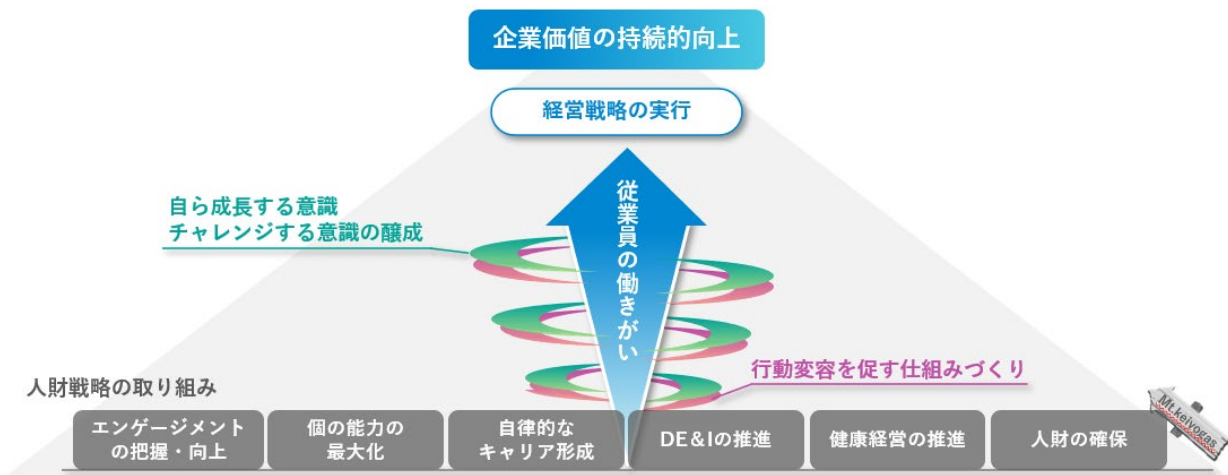 企業価値の持続的向上
経営戦略の実行
従業員の働きがい
自ら成長する意識
チャレンジする意識の醸成
行動変容を促す仕組みづくり
人財戦略の取り組み
エンゲージメント
の把握・向上
個の能力の
最大化
自律的な
キャリア形成
DE&Iの推進
健康経営の推進
人財の確保
Mt.keiyogas